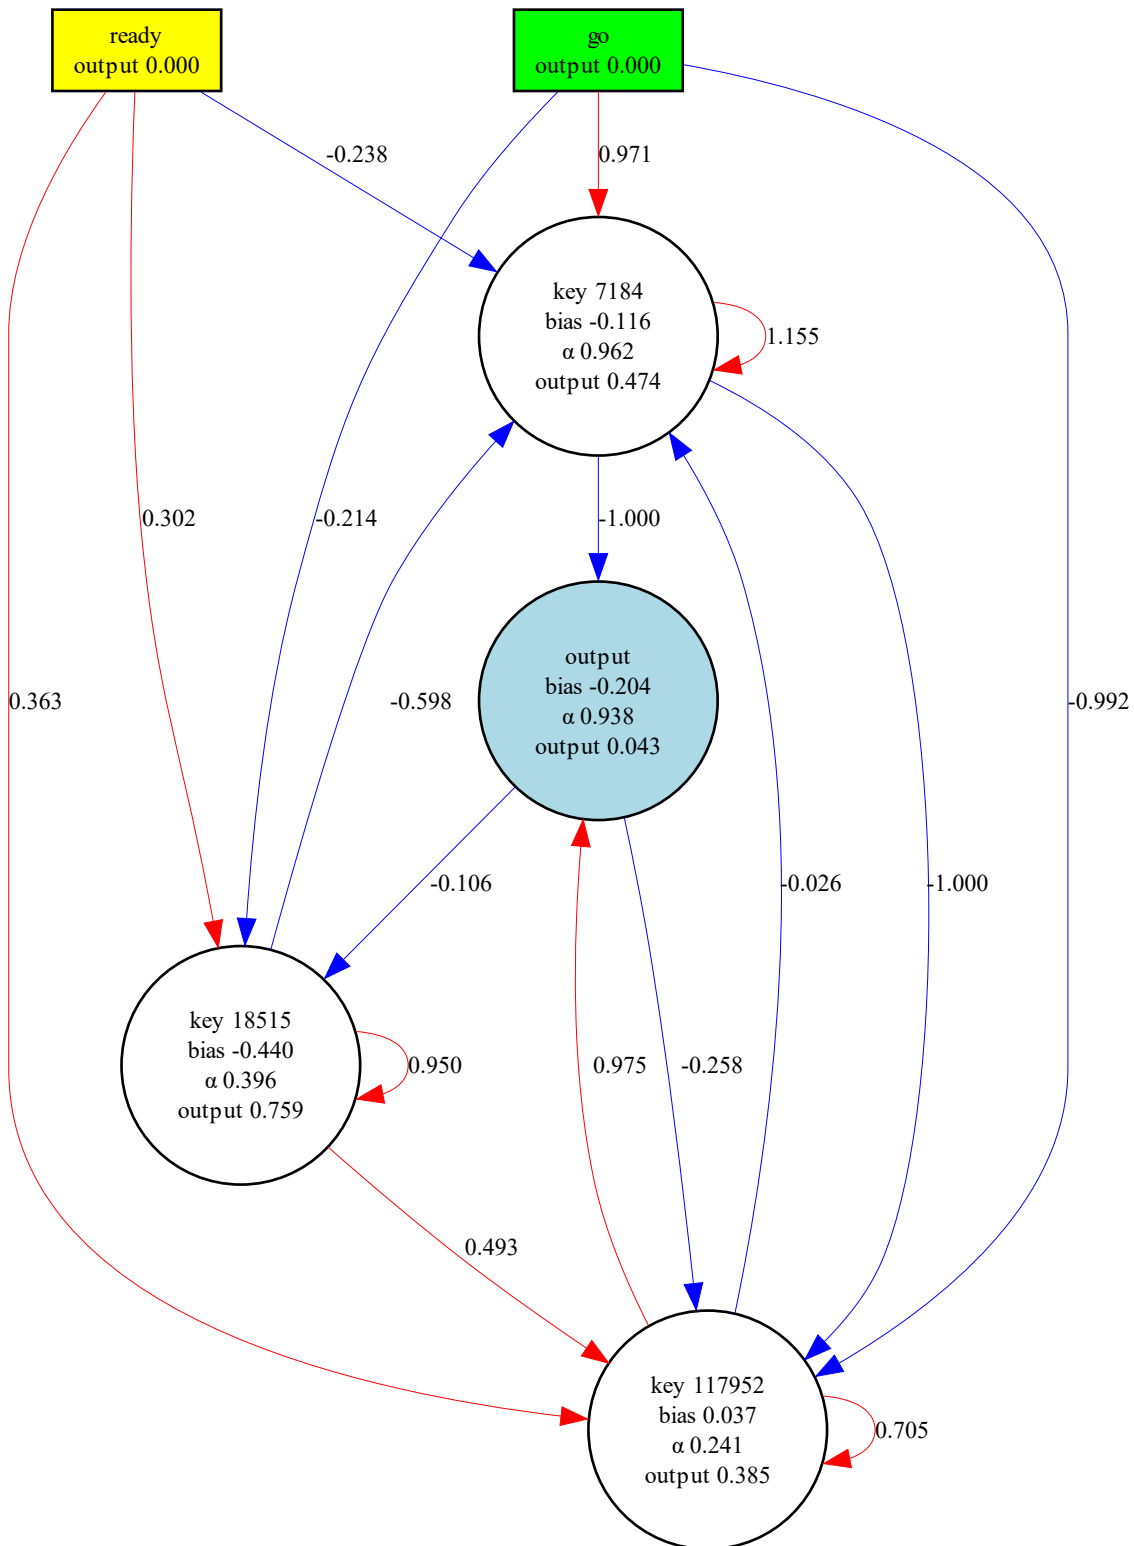 ready
output 0.000
go
output 0.000
-0.238
0.971
key 7184
bias -0.116
α 0.962
output 0.474
1.155
0.302
-0.214
-1.000
output
bias -0.204
α 0.938
output 0.043
0.363
-0.598
-0.992
-0.106
-0.026
-1.000
key 18515
bias -0.440
α 0.396
output 0.759
0.950
0.975
-0.258
0.493
key 117952
bias 0.037
α 0.241
output 0.385
0.705